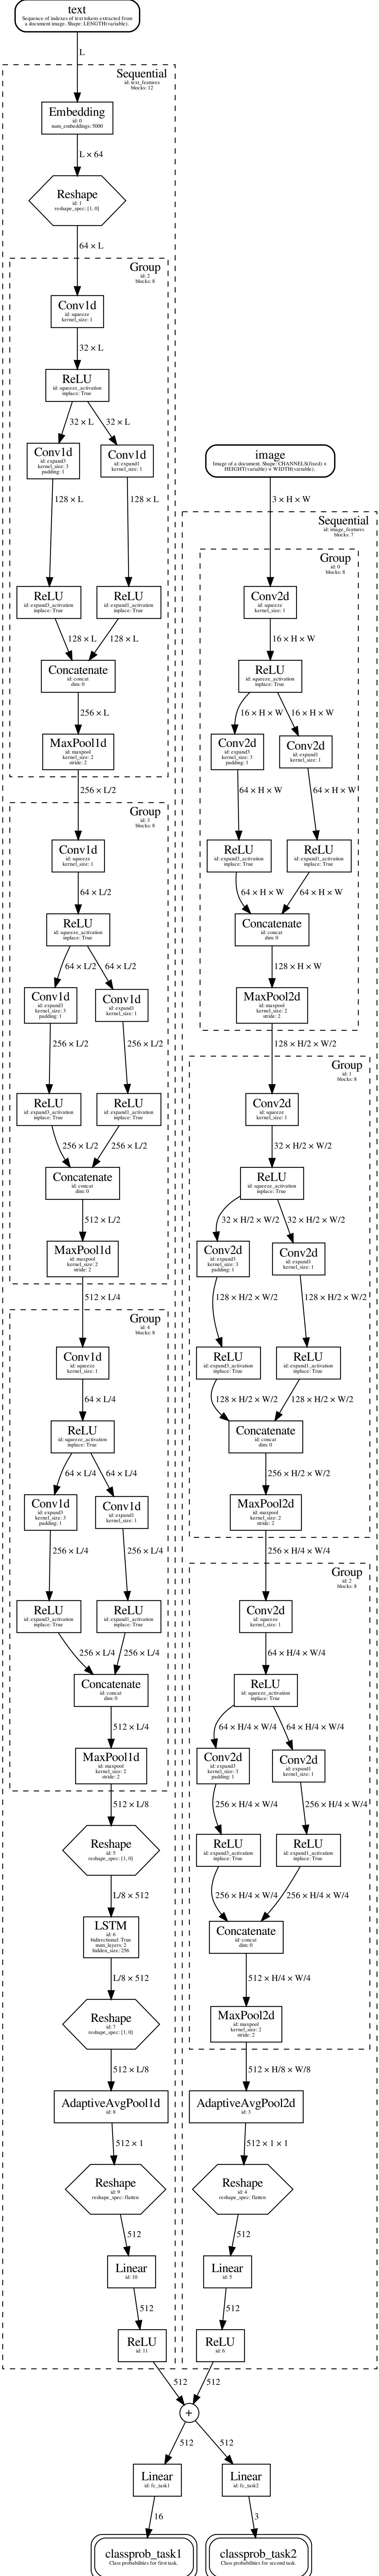 text
Sequence of indexes of text tokens extracted from
a document image. Shape: LENGTH(variable).
L
Sequential
id: text_features
blocks: 12
Embedding
id: 0
num_embeddings: 5000
L × 64
Reshape
id: 1
reshape_spec: [1, 0]
64 × L
Group
id: 2
blocks: 8
Conv1d
id: squeeze
kernel_size: 1
32 × L
ReLU
id: squeeze_activation
inplace: True
32 × L
32 × L
Conv1d
id: expand3
kernel_size: 3
padding: 1
Conv1d
id: expand1
kernel_size: 1
128 × L
128 × L
ReLU
id: expand3_activation
inplace: True
ReLU
id: expand1_activation
inplace: True
128 × L
128 × L
Concatenate
id: concat
dim: 0
256 × L
MaxPool1d
id: maxpool
kernel_size: 2
stride: 2
256 × L/2
Group
id: 3
blocks: 8
Conv1d
id: squeeze
kernel_size: 1
64 × L/2
ReLU
id: squeeze_activation
inplace: True
64 × L/2
64 × L/2
Conv1d
id: expand3
kernel_size: 3
padding: 1
Conv1d
id: expand1
kernel_size: 1
256 × L/2
256 × L/2
ReLU
id: expand3_activation
inplace: True
ReLU
id: expand1_activation
inplace: True
256 × L/2
256 × L/2
Concatenate
id: concat
dim: 0
512 × L/2
MaxPool1d
id: maxpool
kernel_size: 2
stride: 2
512 × L/4
Group
id: 4
blocks: 8
Conv1d
id: squeeze
kernel_size: 1
64 × L/4
ReLU
id: squeeze_activation
inplace: True
64 × L/4
64 × L/4
Conv1d
id: expand3
kernel_size: 3
padding: 1
Conv1d
id: expand1
kernel_size: 1
256 × L/4
256 × L/4
ReLU
id: expand3_activation
inplace: True
ReLU
id: expand1_activation
inplace: True
256 × L/4
256 × L/4
Concatenate
id: concat
dim: 0
512 × L/4
MaxPool1d
id: maxpool
kernel_size: 2
stride: 2
512 × L/8
Reshape
id: 5
reshape_spec: [1, 0]
L/8 × 512
LSTM
id: 6
bidirectional: True
num_layers: 2
hidden_size: 256
L/8 × 512
Reshape
id: 7
reshape_spec: [1, 0]
512 × L/8
AdaptiveAvgPool1d
id: 8
512 × 1
Reshape
id: 9
reshape_spec: flatten
512
Linear
id: 10
512
ReLU
id: 11
512
image
Image of a document. Shape: CHANNELS(fixed) ×
HEIGHT(variable) × WIDTH(variable).
3 × H × W
Sequential
id: image_features
blocks: 7
Group
id: 0
blocks: 8
Conv2d
id: squeeze
kernel_size: 1
16 × H × W
ReLU
id: squeeze_activation
inplace: True
16 × H × W
16 × H × W
Conv2d
id: expand3
kernel_size: 3
padding: 1
Conv2d
id: expand1
kernel_size: 1
64 × H × W
64 × H × W
ReLU
id: expand3_activation
inplace: True
ReLU
id: expand1_activation
inplace: True
64 × H × W
64 × H × W
Concatenate
id: concat
dim: 0
128 × H × W
MaxPool2d
id: maxpool
kernel_size: 2
stride: 2
128 × H/2 × W/2
Group
id: 1
blocks: 8
Conv2d
id: squeeze
kernel_size: 1
32 × H/2 × W/2
ReLU
id: squeeze_activation
inplace: True
32 × H/2 × W/2
32 × H/2 × W/2
Conv2d
id: expand3
kernel_size: 3
padding: 1
Conv2d
id: expand1
kernel_size: 1
128 × H/2 × W/2
128 × H/2 × W/2
ReLU
id: expand3_activation
inplace: True
ReLU
id: expand1_activation
inplace: True
128 × H/2 × W/2
128 × H/2 × W/2
Concatenate
id: concat
dim: 0
256 × H/2 × W/2
MaxPool2d
id: maxpool
kernel_size: 2
stride: 2
256 × H/4 × W/4
Group
id: 2
blocks: 8
Conv2d
id: squeeze
kernel_size: 1
64 × H/4 × W/4
ReLU
id: squeeze_activation
inplace: True
64 × H/4 × W/4
64 × H/4 × W/4
Conv2d
id: expand3
kernel_size: 3
padding: 1
Conv2d
id: expand1
kernel_size: 1
256 × H/4 × W/4
256 × H/4 × W/4
ReLU
id: expand3_activation
inplace: True
ReLU
id: expand1_activation
inplace: True
256 × H/4 × W/4
256 × H/4 × W/4
Concatenate
id: concat
dim: 0
512 × H/4 × W/4
MaxPool2d
id: maxpool
kernel_size: 2
stride: 2
512 × H/8 × W/8
AdaptiveAvgPool2d
id: 3
512 × 1 × 1
Reshape
id: 4
reshape_spec: flatten
512
Linear
id: 5
512
ReLU
id: 6
512
+
512
512
Linear
id: fc_task1
Linear
id: fc_task2
16
3
classprob_task1
Class probabilities for first task.
classprob_task2
Class probabilities for second task.